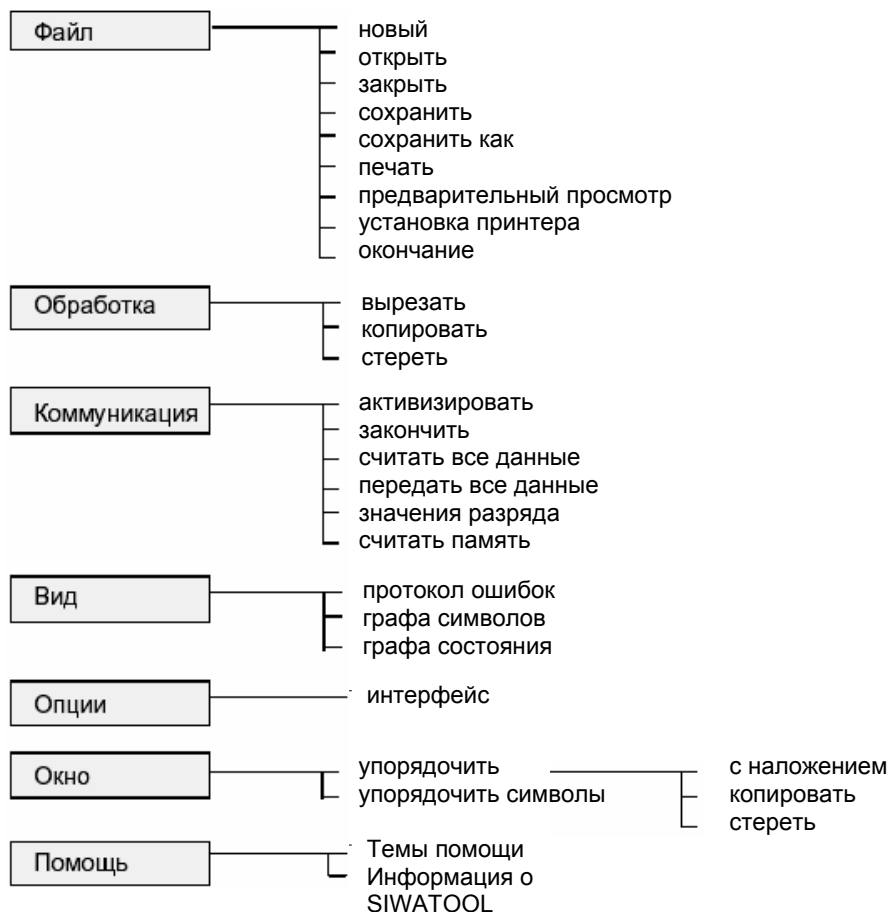 Файл
новый
открыть
закрыть
сохранить
сохранить как
печать
предварительный просмотр
установка принтера
окончание
Обработка
вырезать
копировать
стереть
Коммуникация
активизировать
закончить
считать все данные
передать все данные
значения разряда
считать память
Вид
протокол ошибок
графа символов
графа состояния
Опции
интерфейс
Окно
упорядочить
упорядочить символы
с наложением
копировать
стереть
Помощь
Темы помощи
Информация о
SIWATOOL